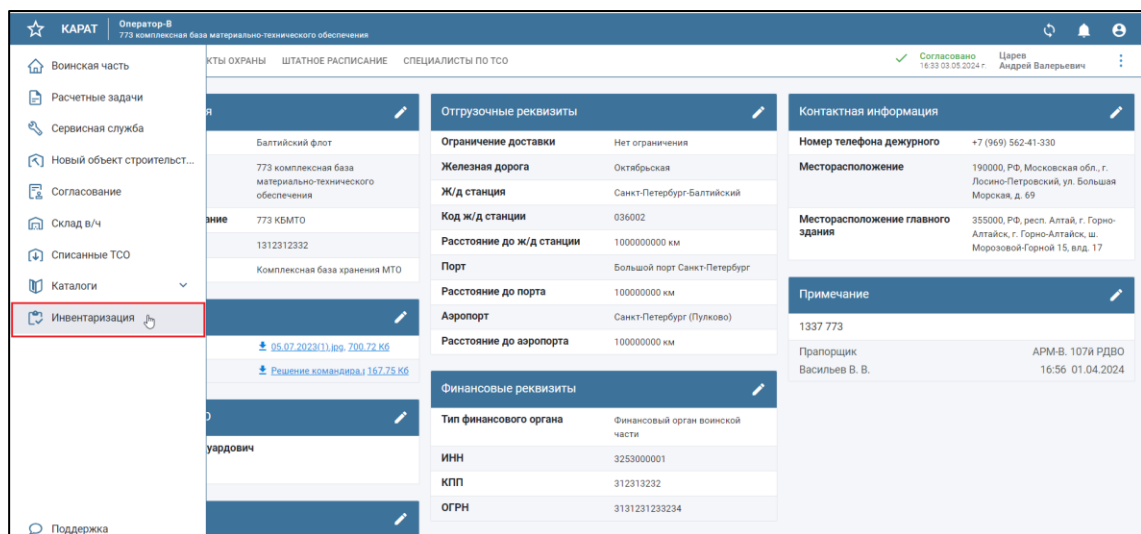 КАРАТ
Оператор-В
773 комплексная база материально-технического обеспечения
Воинская часть
Расчетные задачи
Сервисная служба
Новый объект строительст...
Согласование
Склад в/ч
Списанные ТСО
Каталоги
Инвентаризация
Поддержка
КТЫ ОХРАНЫ ШТАТНОЕ РАСПИСАНИЕ СПЕЦИАЛИСТЫ ПО ТСО
Согласовано
16:33 03.05.2024 г.
Царев
Андрей Валерьевич
я
Балтийский флот
773 комплексная база
материально-технического
обеспечения
ание 773 КБМТО
1312312332
Комплексная база хранения МТО
05.07.2023(1).jpg, 700.72 Кб
Решение командира.j 167.75 Кб
О
уардович
Отгрузочные реквизиты
Ограничение доставки Нет ограничения
Железная дорога Октябрьская
Ж/д станция Санкт-Петербург-Балтийский
Код ж/д станции 036002
Расстояние до ж/д станции 1000000000 км
Порт Большой порт Санкт-Петербург
Расстояние до порта 100000000 км
Аэропорт Санкт-Петербург (Пулково)
Расстояние до аэропорта 100000000 км
Финансовые реквизиты
Тип финансового органа Финансовый орган воинской
части
ИНН 3253000001
КПП 312313232
ОГРН 3131231233234
Контактная информация
Номер телефона дежурного +7 (969) 562-41-330
Месторасположение 190000, РФ, Московская обл., г.
Лосино-Петровский, ул. Большая
Морская, д. 69
Месторасположение главного 355000, РФ, респ. Алтай, г. Горно-
здания Алтайск, г. Горно-Алтайск, ш.
Морозовой-Горной 15, влд. 17
Примечание
1337 773
Прапорщик АРМ-В. 107й РДВО
Васильев В. В. 16:56 01.04.2024